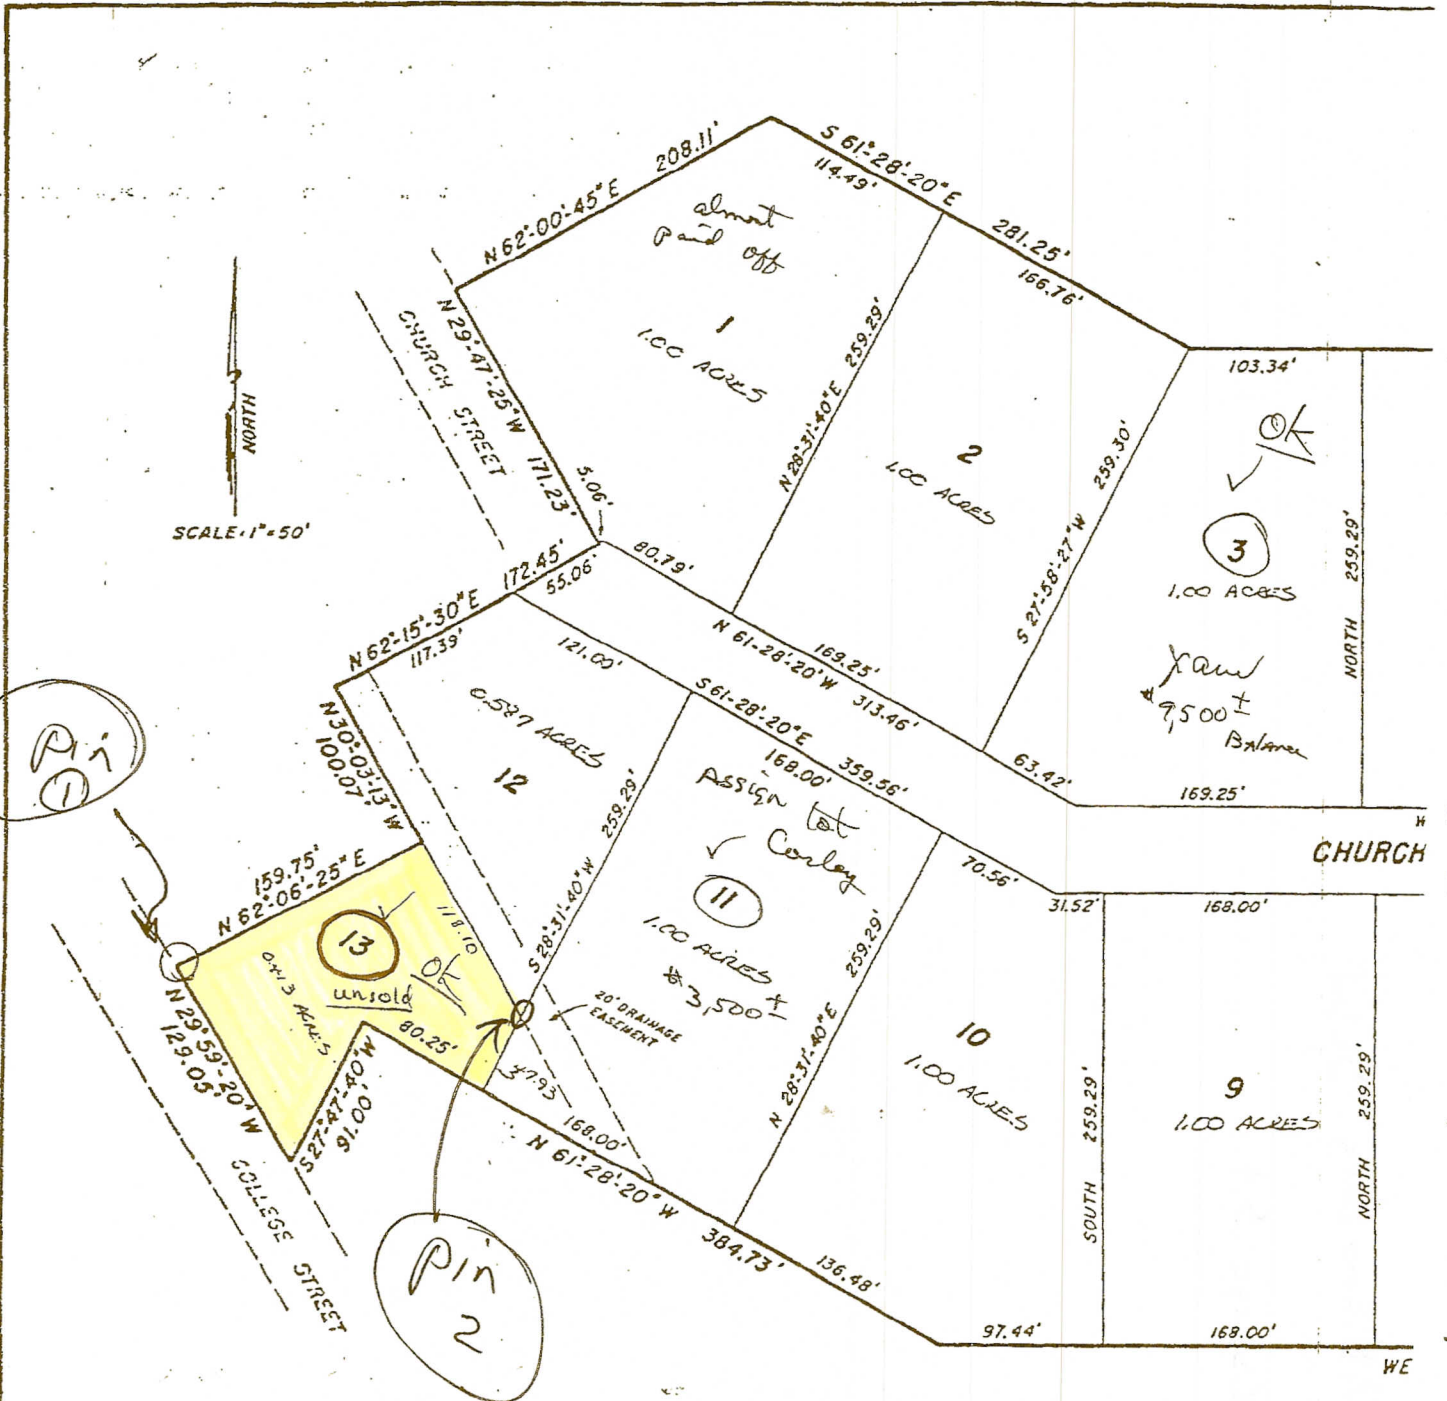 S 61°-28'-20" E
114.49'
281.25'
166.76'
208.11'
N 62°-00'-45" E
almost
paid off
1
1.00 ACRES
N 29°-47'-25" W
171.23'
CHURCH STREET
NORTH
SCALE: 1"=50'
N 28°-31'-40" E 259.29'
2
1.00 ACRES
S 27°-58'-27" W 259.30'
103.34'
OK
3
1.00 ACRES
$9,500 ±
Balance
NORTH 259.29'
169.25'
5.06'
80.79'
N 61°-28'-20" W
169.25'
313.46'
63.42'
CHURCH
172.45'
55.06'
N 62°-15'-30" E
117.39'
121.00'
S 61°-28'-20" E
168.00'
359.56'
70.56'
31.52'
168.00'
N 30°-03'-13" W
100.07'
0.587 ACRES
12
S 28°-31'-40" W 259.29'
Assign
Corley
11
1.00 ACRES
$3,500 ±
Pin
1
159.75'
N 62°-06'-25" E
13
unsold
OK
0.413 ACRES
118.10
N 29°59'-20" W
129.05'
80.25'
S 27°-47'-40" W
91.00'
47.93
20' DRAINAGE
EASEMENT
N 28°-31'-40" E 259.29'
10
1.00 ACRES
SOUTH 259.29'
9
1.00 ACRES
NORTH 259.29'
168.00'
N 61°-28'-20" W
384.73'
136.48'
97.44'
168.00'
WE
COLLEGE STREET
Pin
2